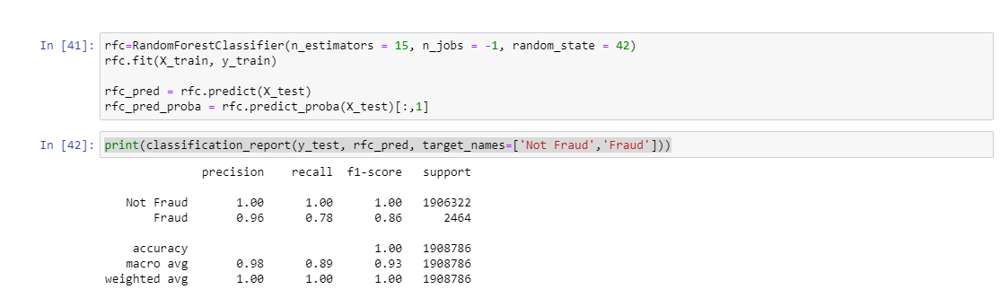 In [41]: rfc=RandomForestClassifier(n_estimators = 15, n_jobs = -1, random_state = 42)
rfc.fit(X_train, y_train)
rfc_pred = rfc.predict(X_test)
rfc_pred_proba = rfc.predict_proba(X_test)[:,1]
In [42]: print(classification_report(y_test, rfc_pred, target_names=['Not Fraud','Fraud']))
precision recall f1-score support
Not Fraud 1.00 1.00 1.00 1906322
Fraud 0.96 0.78 0.86 2464
accuracy 1.00 1908786
macro avg 0.98 0.89 0.93 1908786
weighted avg 1.00 1.00 1.00 1908786